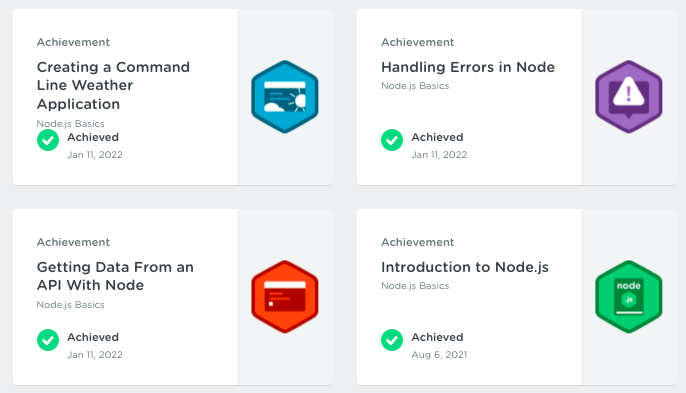 Achievement
Creating a Command
Line Weather
Application
Node.js Basics
Achieved
Jan 11, 2022
Achievement
Handling Errors in Node
Node.js Basics
Achieved
Jan 11, 2022
Achievement
Getting Data From an
API With Node
Node.js Basics
Achieved
Jan 11, 2022
Achievement
Introduction to Node.js
Node.js Basics
Achieved
Aug 6, 2021
node
js